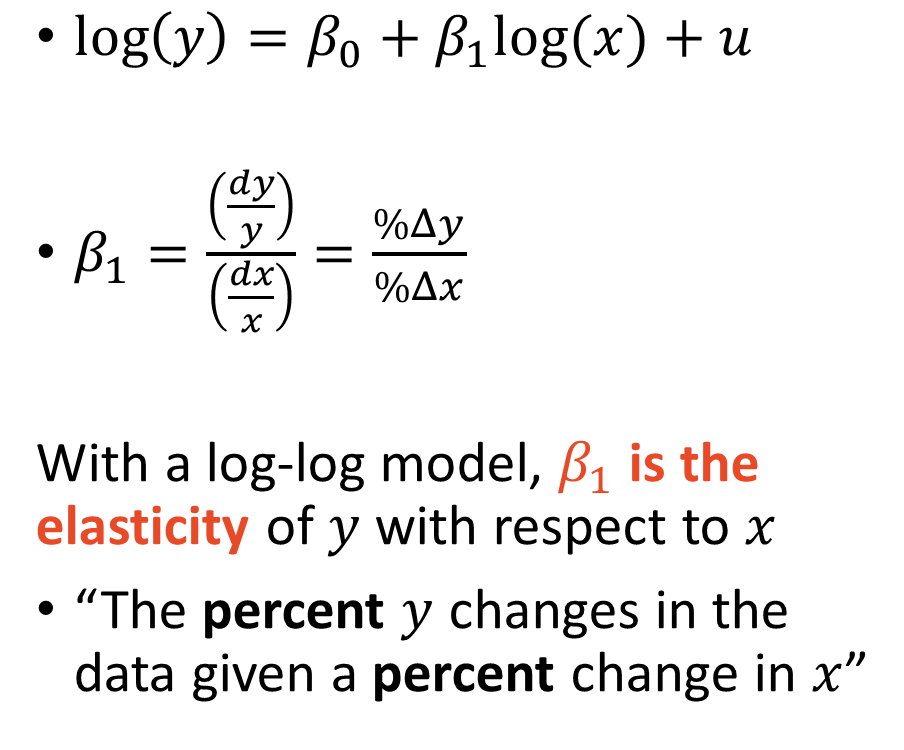 • log(y) = β₀ + β₁log(x) + u
• β₁ = (dy/y)/(dx/x) = %Δy/%Δx
With a log-log model, β₁ is the
elasticity of y with respect to x
• “The percent y changes in the
data given a percent change in x”